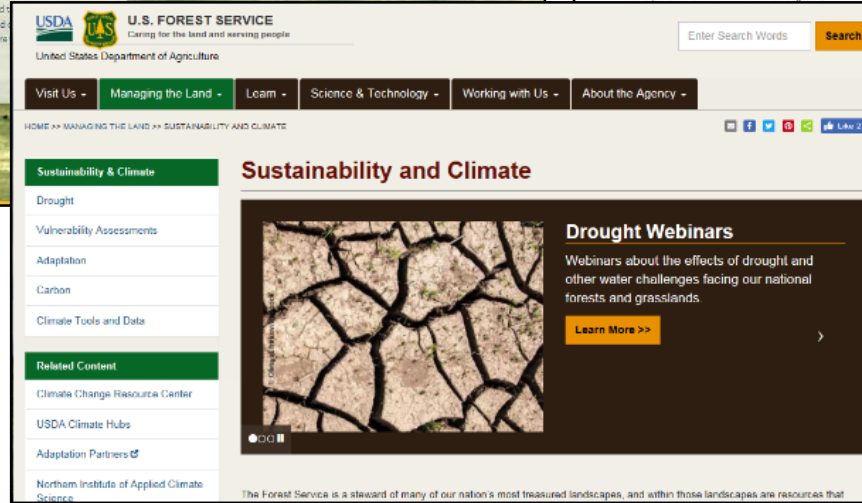 USDA
U.S. FOREST SERVICE
Caring for the land and serving people
United States Department of Agriculture
Enter Search Words
Search
Visit Us
Managing the Land
Learn
Science & Technology
Working with Us
About the Agency
HOME >> MANAGING THE LAND >> SUSTAINABILITY AND CLIMATE
Like 2
Sustainability & Climate
Drought
Vulnerability Assessments
Adaptation
Carbon
Climate Tools and Data
Related Content
Climate Change Resource Center
USDA Climate Hubs
Adaptation Partners
Northern Institute of Applied Climate
Science
Sustainability and Climate
Drought Webinars
Webinars about the effects of drought and
other water challenges facing our national
forests and grasslands.
Learn More >>
The Forest Service is a steward of many of our nation's most treasured landscapes, and within those landscapes are resources that